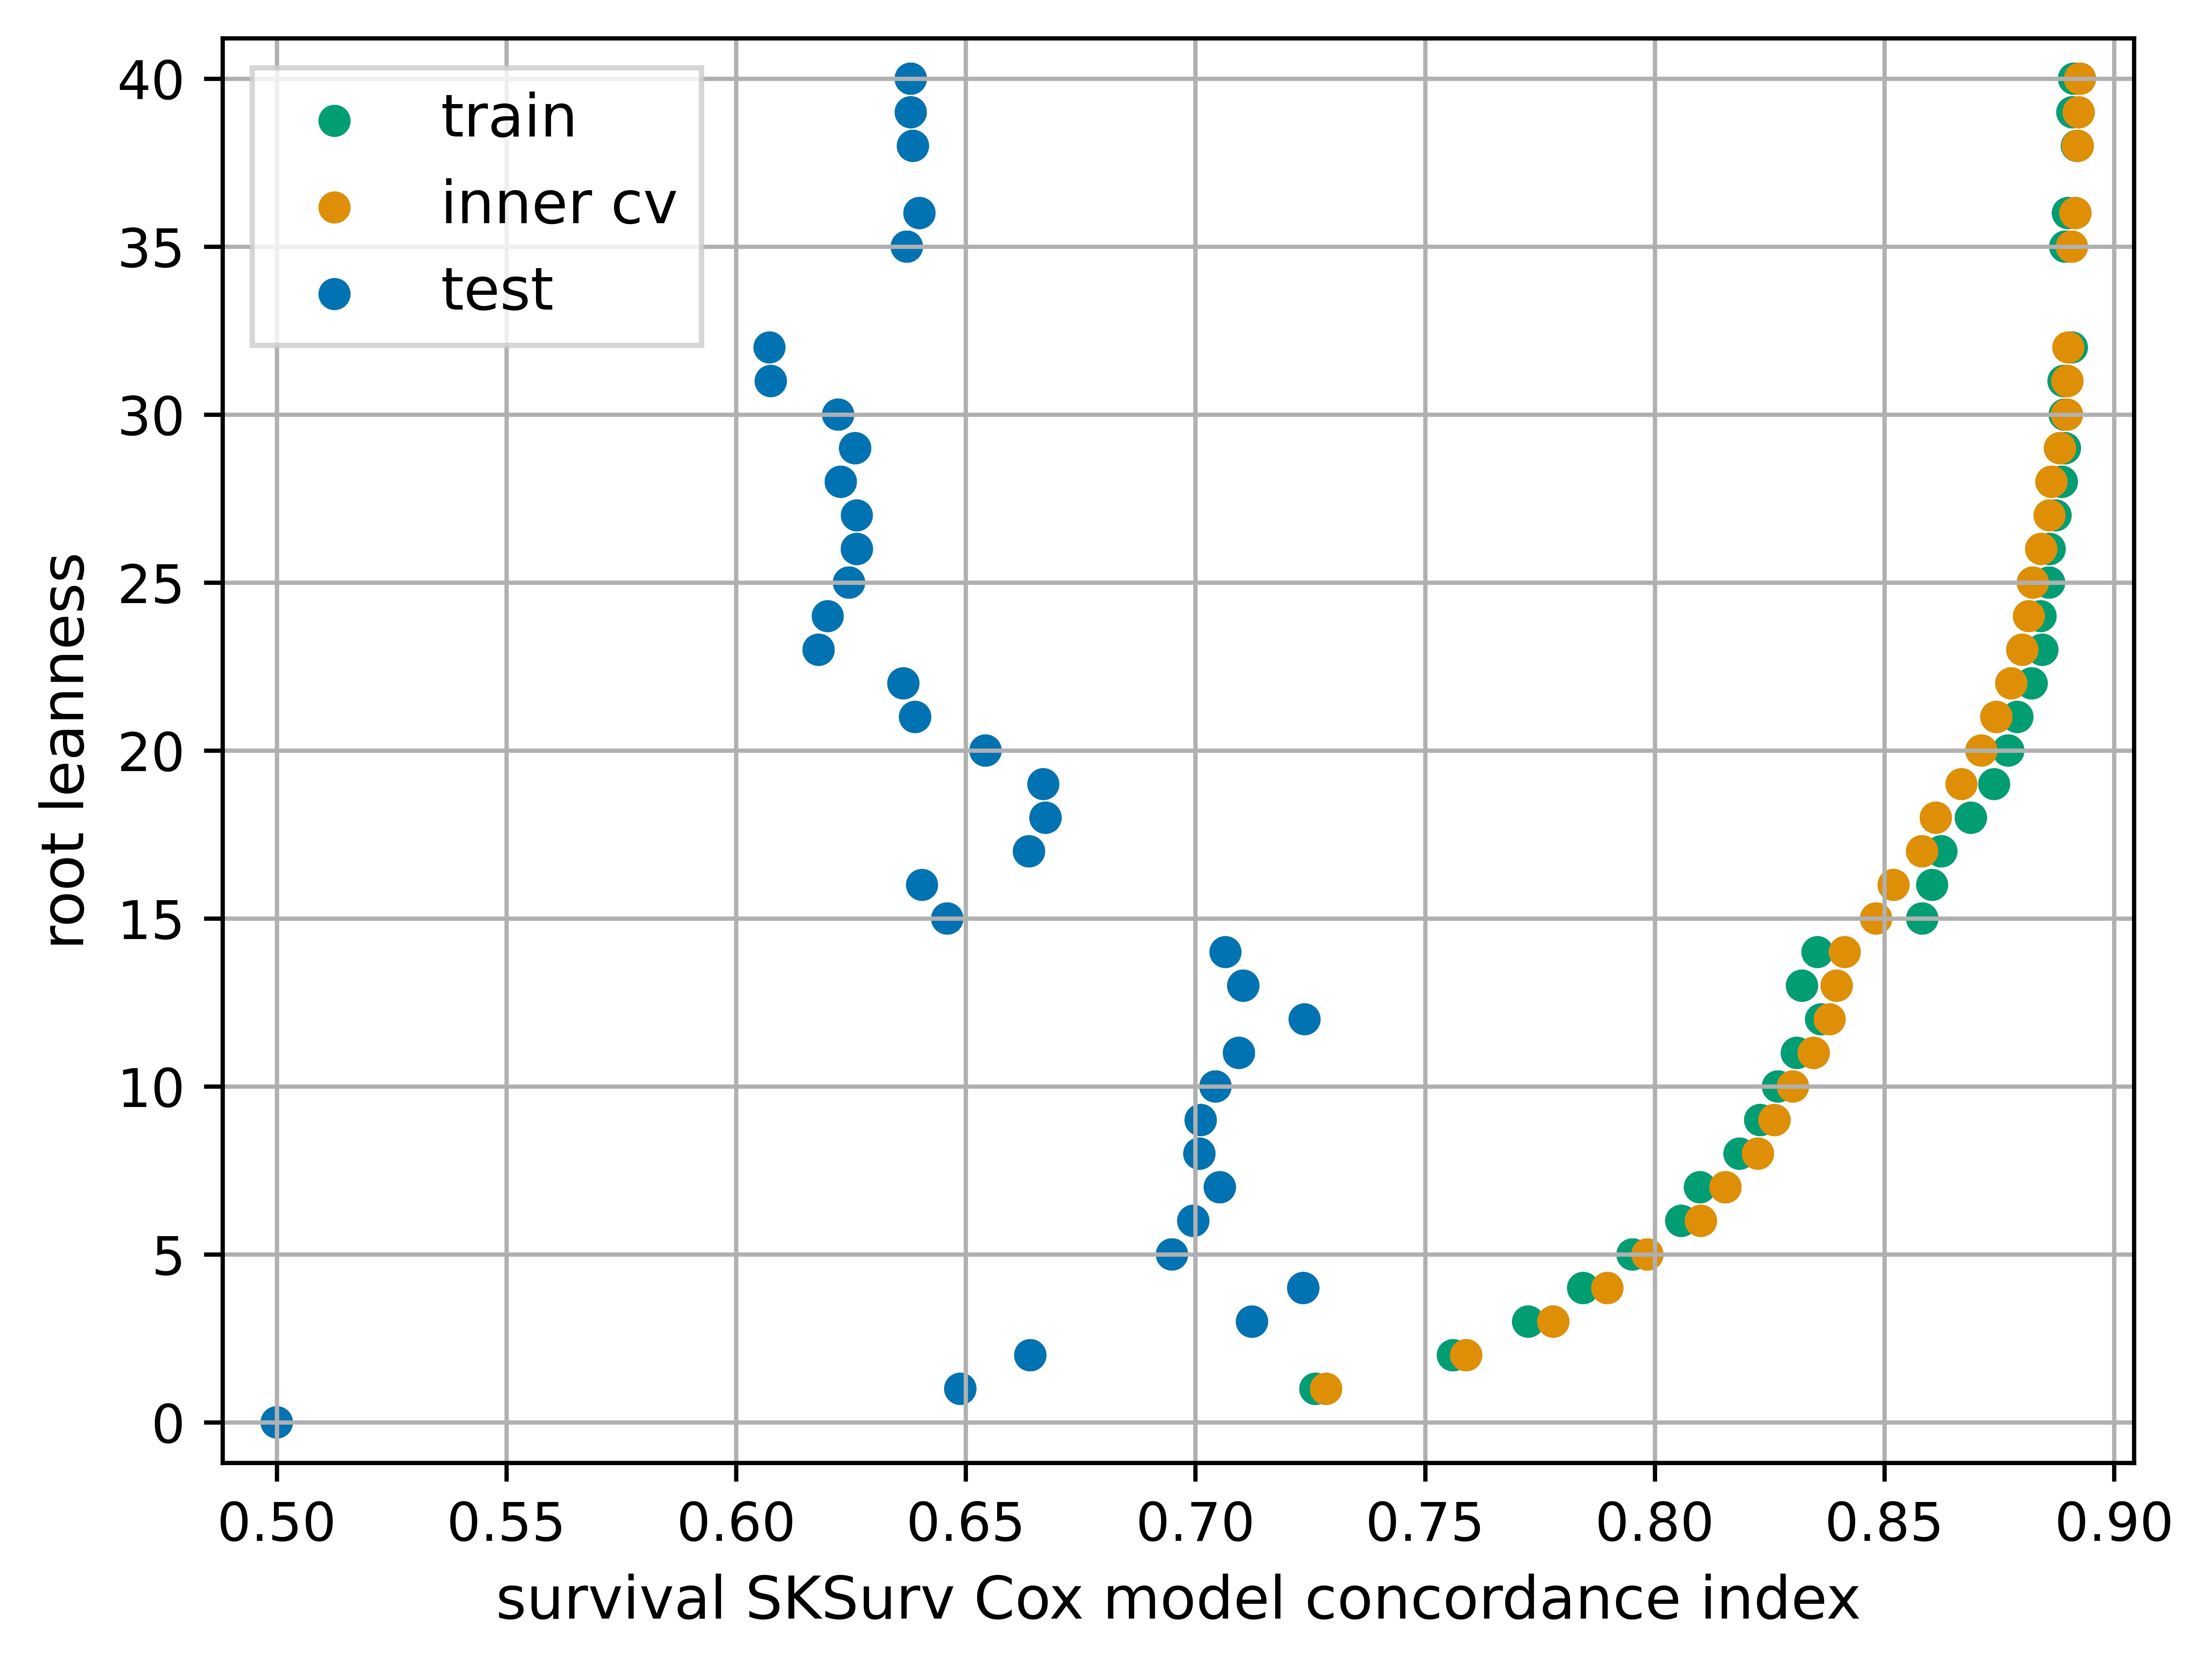 40
35
30
25
20
15
10
5
0
root leanness
train
inner cv
test
0.50 0.55 0.60 0.65 0.70 0.75 0.80 0.85 0.90
survival SKSurv Cox model concordance index